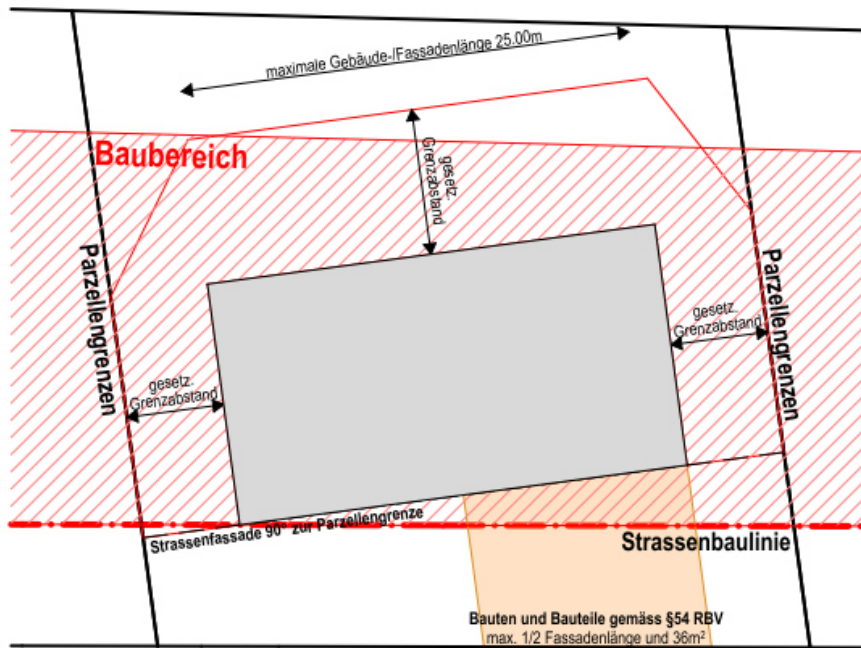 maximale Gebäude-/Fassadenlänge 25.00m
Baubereich
gesetz.
Grenzabstand
Parzellengrenzen
Parzellengrenzen
gesetz.
Grenzabstand
gesetz.
Grenzabstand
Strassenfassade 90° zur Parzellengrenze
Strassenbaulinie
Bauten und Bauteile gemäss §54 RBV
max. 1/2 Fassadenlänge und 36m²